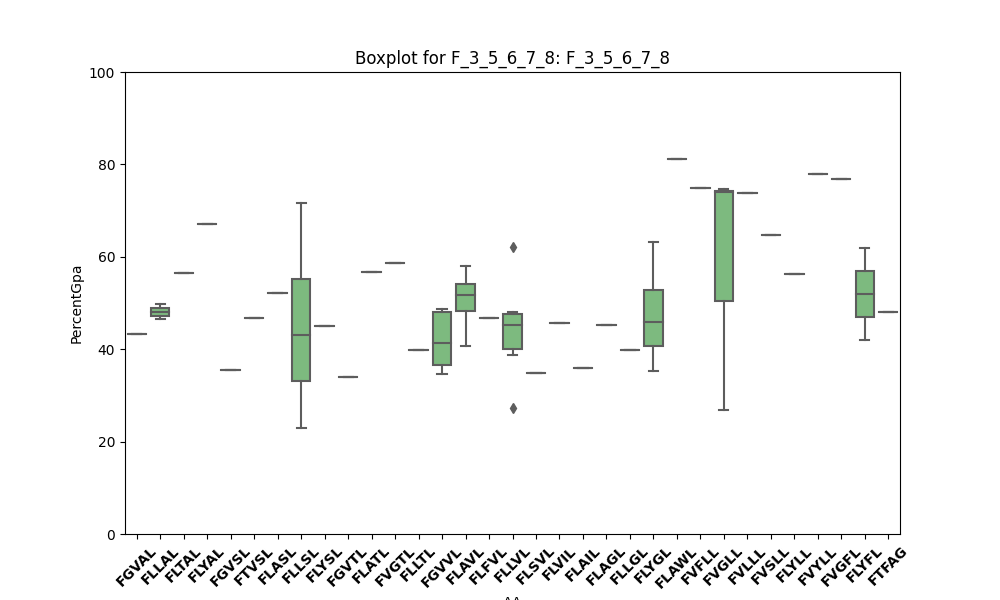 Boxplot for F_3_5_6_7_8: F_3_5_6_7_8
100
80
60
40
20
0
PercentGpa
FGVAL
FLLAL
FLTAL
FLYAL
FGVSL
FTVSL
FLASL
FLLSL
FLYSL
FGVTL
FLATL
FVGTL
FLLTL
FGVVL
FLAVL
FLFVL
FLLVL
FLSVL
FLVIL
FLAIL
FLAGL
FLLGL
FLYGL
FLAWL
FVFLL
FVGLL
FVLLL
FVSLL
FLYLL
FVYLL
FVGFL
FLYFL
FTFAG